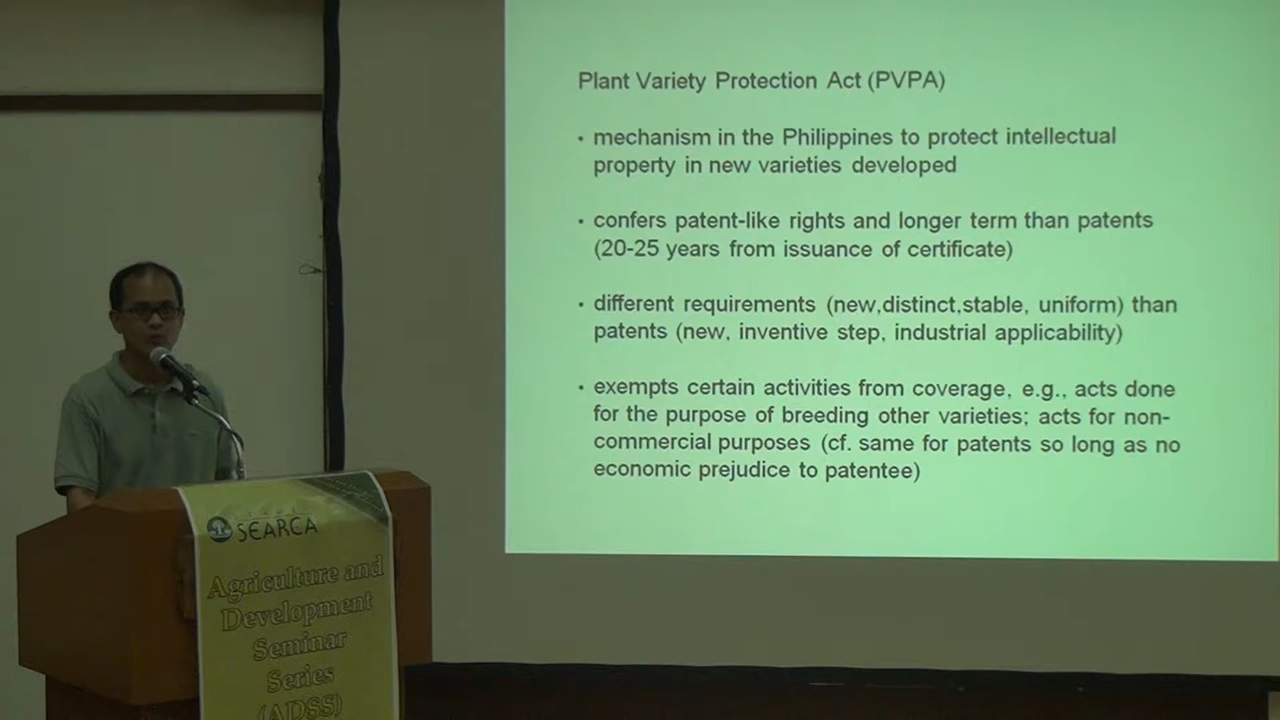 Plant Variety Protection Act (PVPA)
• mechanism in the Philippines to protect intellectual
property in new varieties developed
• confers patent-like rights and longer term than patents
(20-25 years from issuance of certificate)
• different requirements (new,distinct,stable, uniform) than
patents (new, inventive step, industrial applicability)
• exempts certain activities from coverage, e.g., acts done
for the purpose of breeding other varieties; acts for non-
commercial purposes (cf. same for patents so long as no
economic prejudice to patentee)
SEARCA
Agriculture and
Development
Seminar
Series
(ADSS)